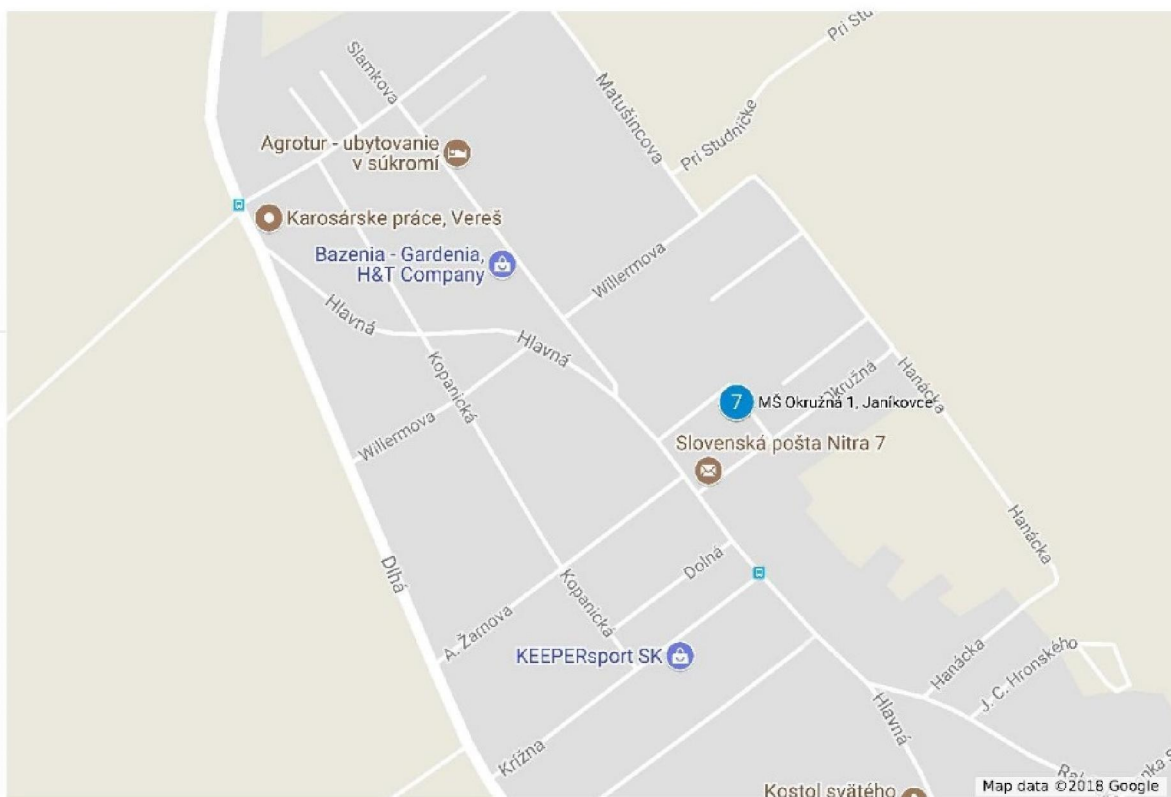 Pri Stu
Slamkova
Matušincova
Pri Studničke
Agrotur - ubytovanie
v súkromí
Karosárske práce, Vereš
Bazenia - Gardenia,
H&T Company
Willermova
Hlavná
Hlavná
Kopanická
Hanácka
Okružná
7
MŠ Okružná 1, Janíkovce
Willermova
Slovenská pošta Nitra 7
Hanácka
Dlhá
Dolná
Kopanická
A. Žarnova
KEEPERsport SK
Hanácka
J. C. Hronského
Hlavná
Krížna
Kostol svätého
Map data ©2018 Google